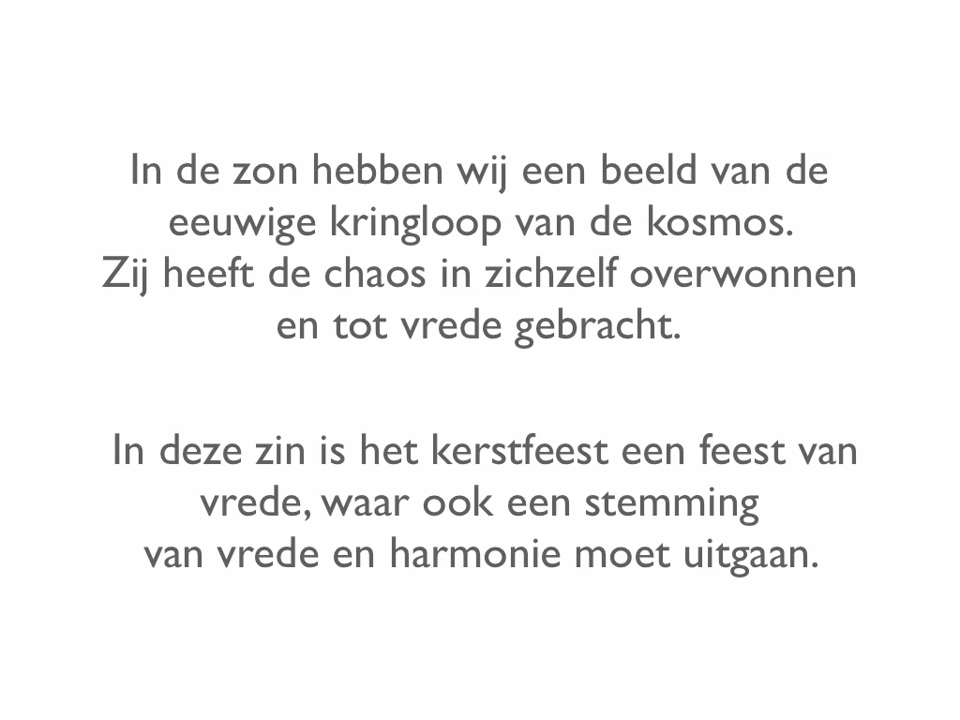 In de zon hebben wij een beeld van de
eeuwige kringloop van de kosmos.
Zij heeft de chaos in zichzelf overwonnen
en tot vrede gebracht.
In deze zin is het kerstfeest een feest van
vrede, waar ook een stemming
van vrede en harmonie moet uitgaan.